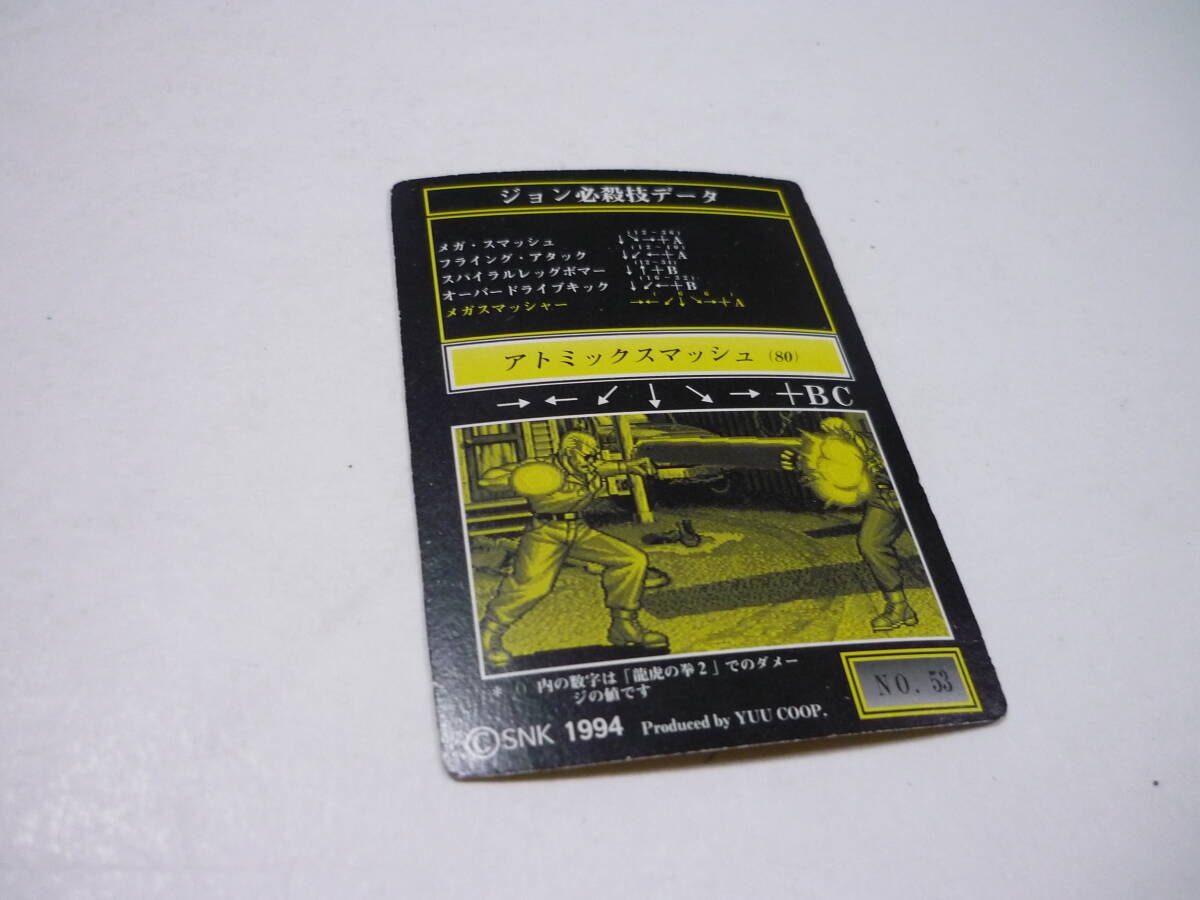 ジョン必殺技データ
メガ・スマッシュ ↓↘→+A
フライング・アタック ↓↙←+A
スパイラルレッグボマー ↓↑+B
オーバードライブキック ↓↙←+B
メガスマッシャー →←↙↓↘→+A
アトミックスマッシュ (80)
→ ← ↙ ↓ ↘ → +BC
* () 内の数字は「龍虎の拳2」でのダメー
ジの値です
NO. 53
©SNK 1994 Produced by YUU COOP.